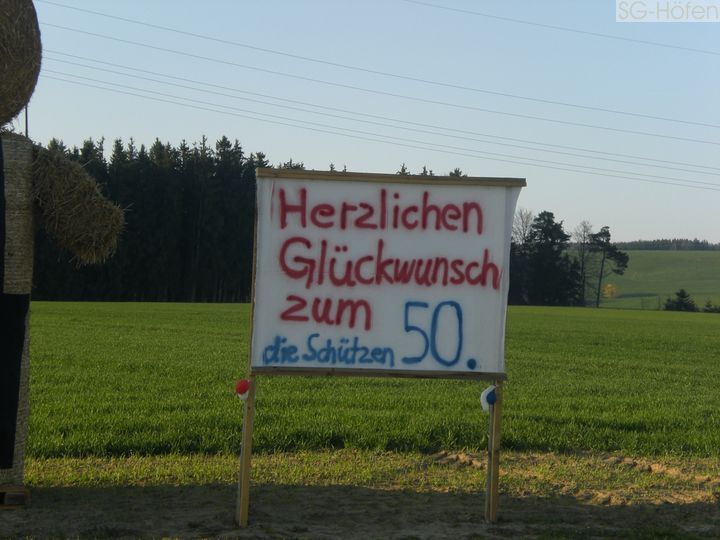 SG-Höfen
Herzlichen
Glückwunsch
zum 50.
die Schützen